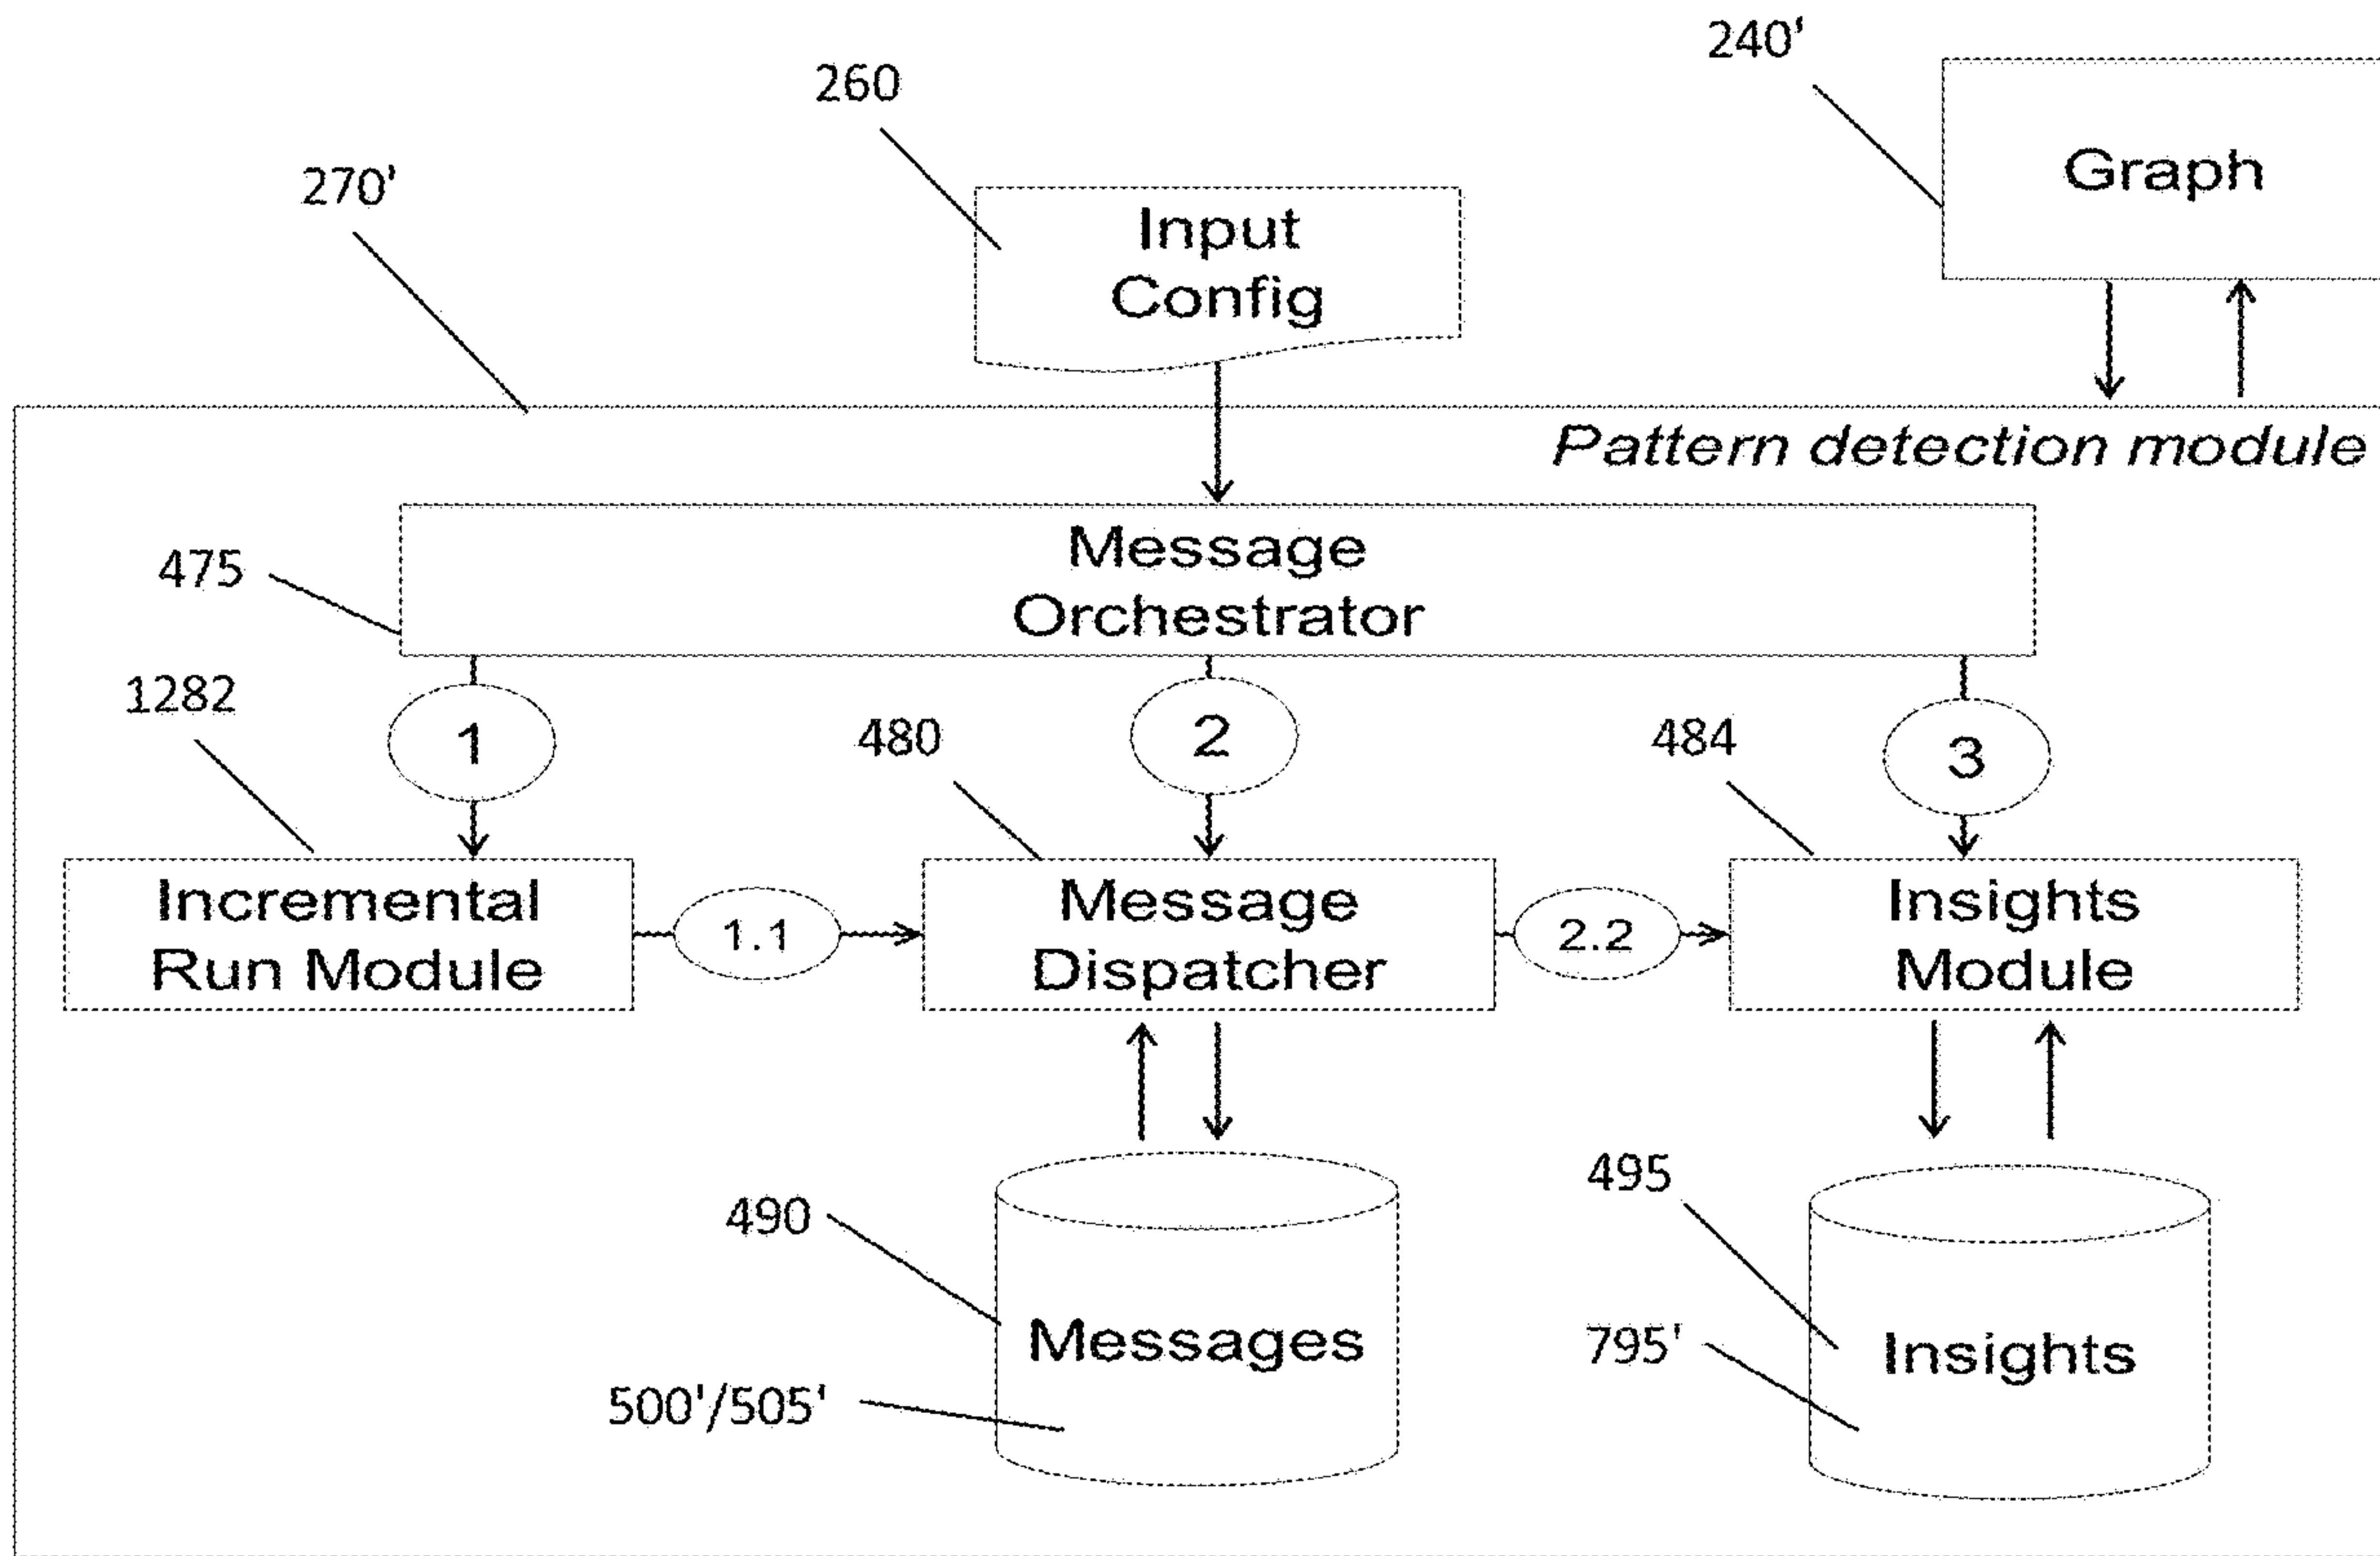 240'
260
Graph
270'
Input
Config
Pattern detection module
Message
Orchestrator
475
1282
1
480
2
484
3
Incremental
Run Module
1.1
Message
Dispatcher
2.2
Insights
Module
490
Messages
500'/505'
495
795'
Insights